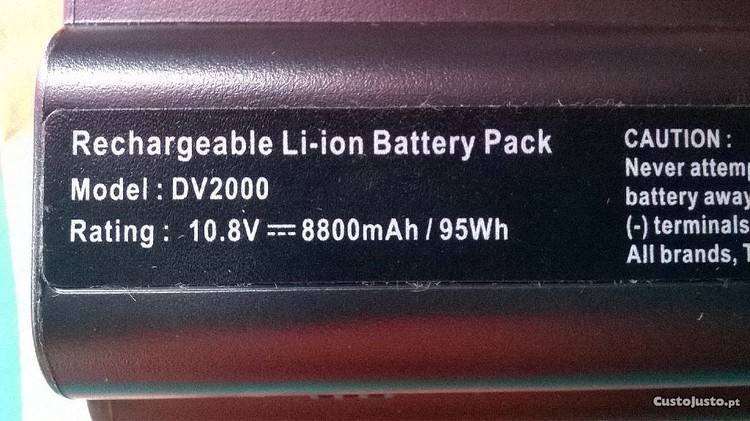 Rechargeable Li-ion Battery Pack
Model : DV2000
Rating : 10.8V ⎓ 8800mAh / 95Wh
CAUTION :
Never attemp
battery away
(-) terminals
All brands, T
CustoJusto.pt